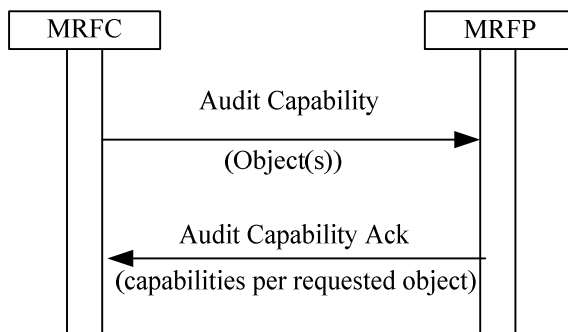 MRFC
MRFP
Audit Capability
(Object(s))
Audit Capability Ack
(capabilities per requested object)